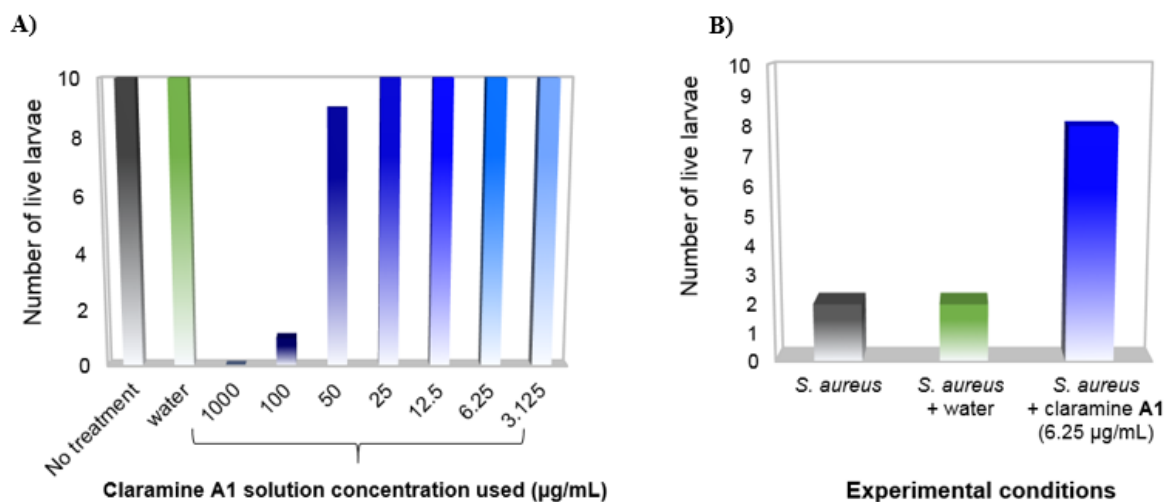 A)
Number of live larvae
10
8
6
4
2
0
No treatment
water
1000
100
50
25
12.5
6.25
3.125
Claramine A1 solution concentration used (µg/mL)
B)
Number of live larvae
10
9
8
7
6
5
4
3
2
1
0
S. aureus
S. aureus
+ water
S. aureus
+ claramine A1
(6.25 µg/mL)
Experimental conditions